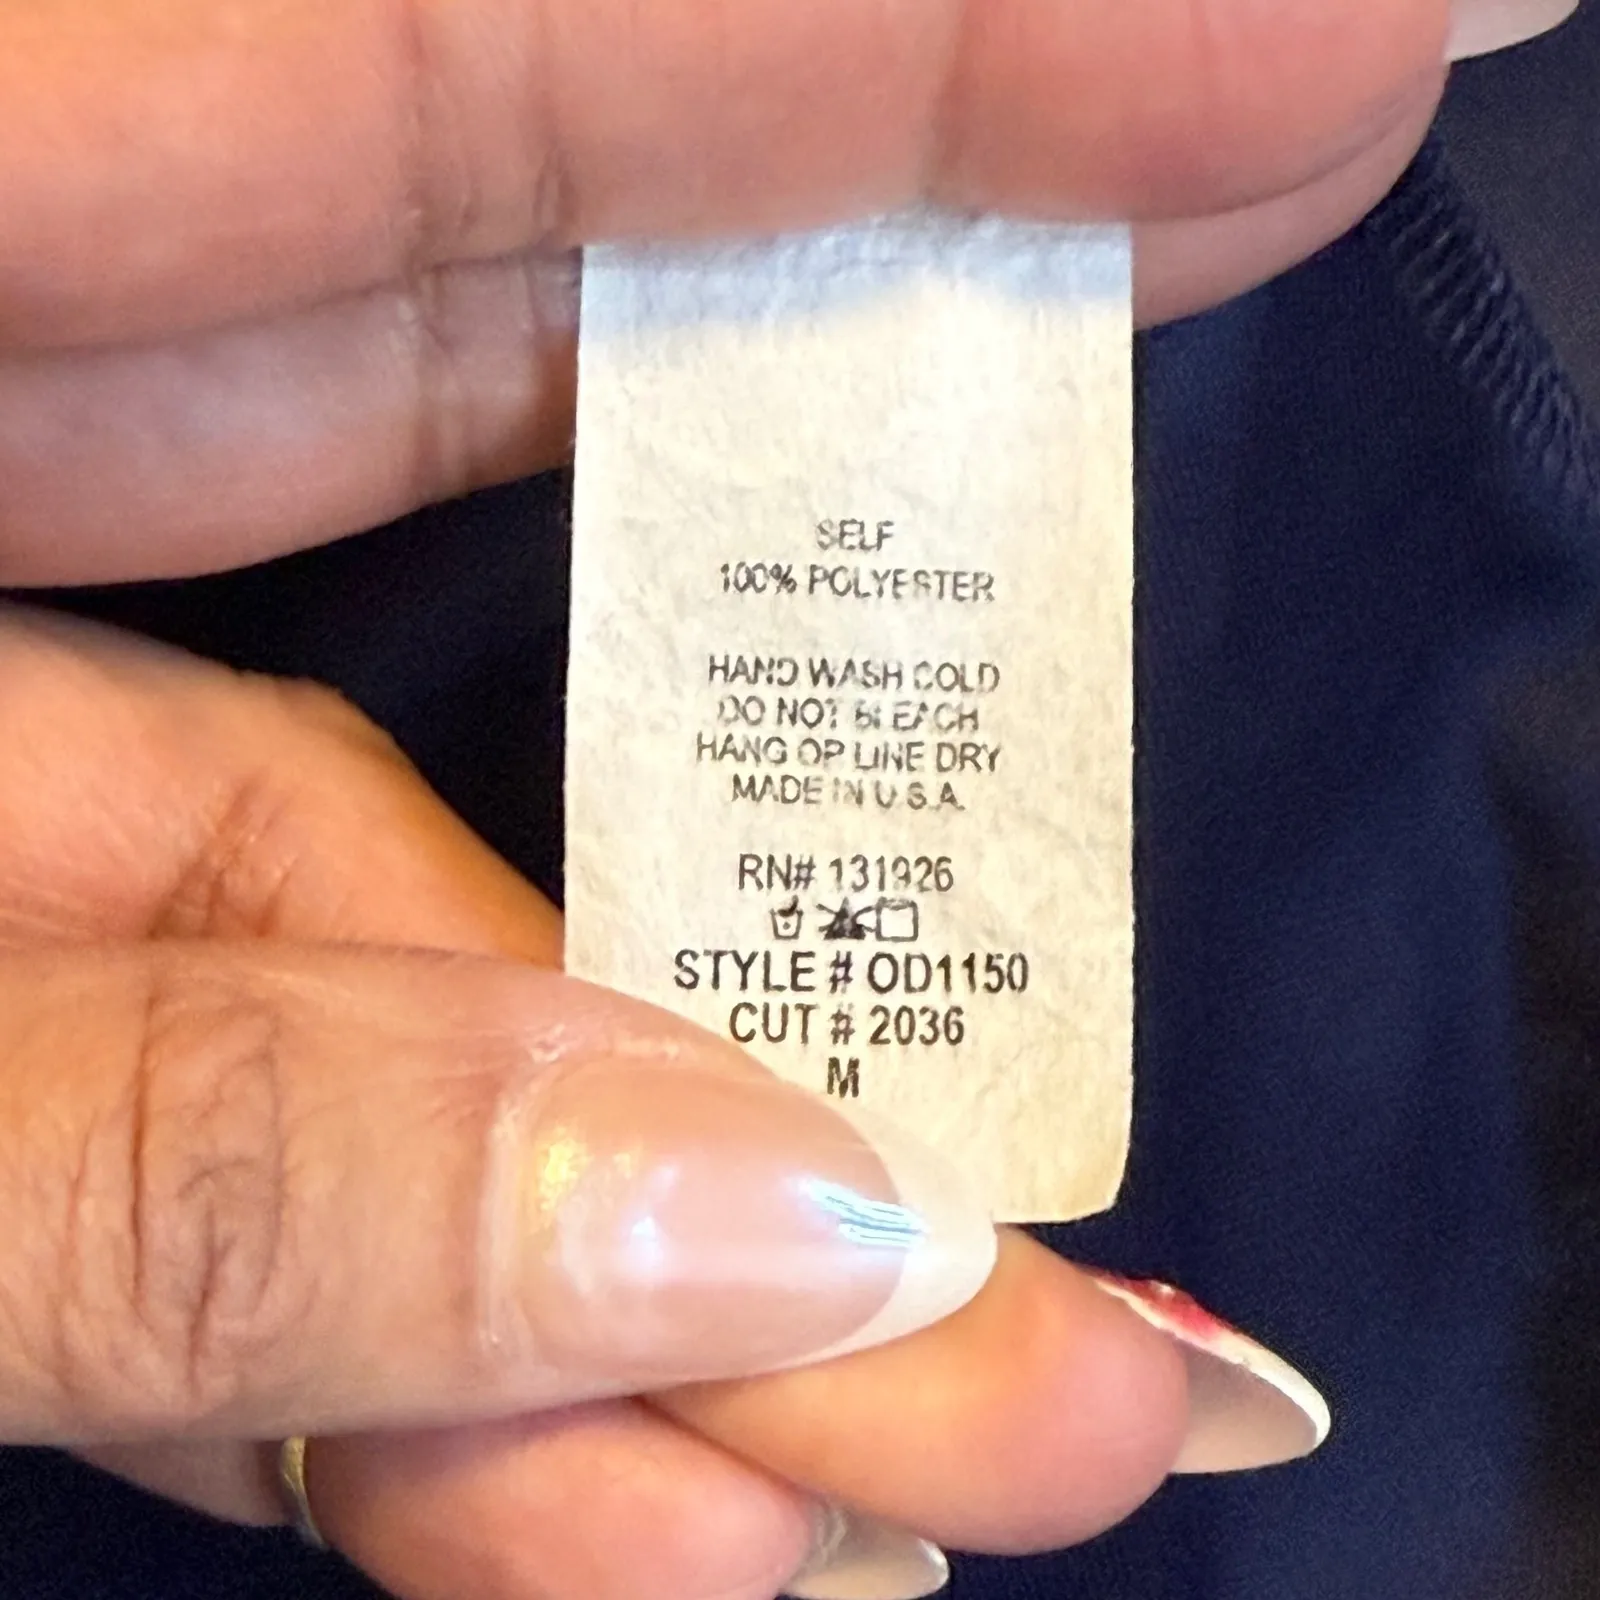 SELF
100% POLYESTER
HAND WASH COLD
DO NOT BLEACH
HANG OR LINE DRY
MADE IN U.S.A.
RN# 131926
STYLE # OD1150
CUT # 2036
M